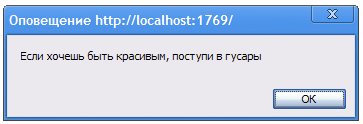 Оповещение http://localhost:1769/
Если хочешь быть красивым, поступи в гусары
OK